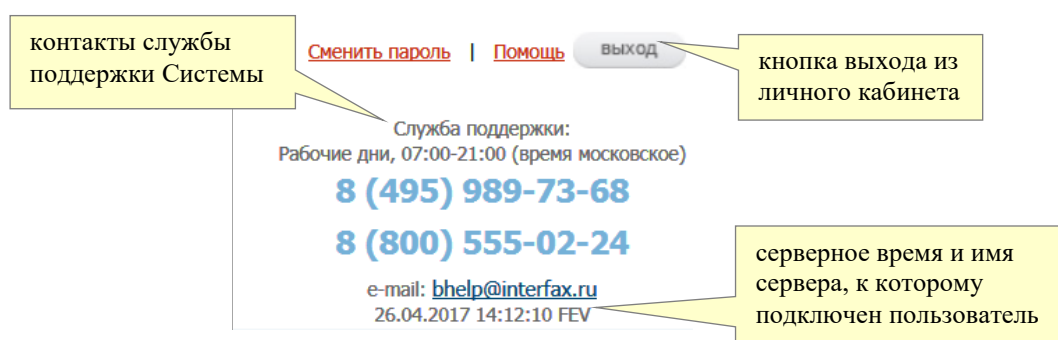 контакты службы
поддержки Системы
Сменить пароль | Помощь выход
кнопка выхода из
личного кабинета
Служба поддержки:
Рабочие дни, 07:00-21:00 (время московское)
8 (495) 989-73-68
8 (800) 555-02-24
e-mail: bhelp@interfax.ru
26.04.2017 14:12:10 FEV
серверное время и имя
сервера, к которому
подключен пользователь